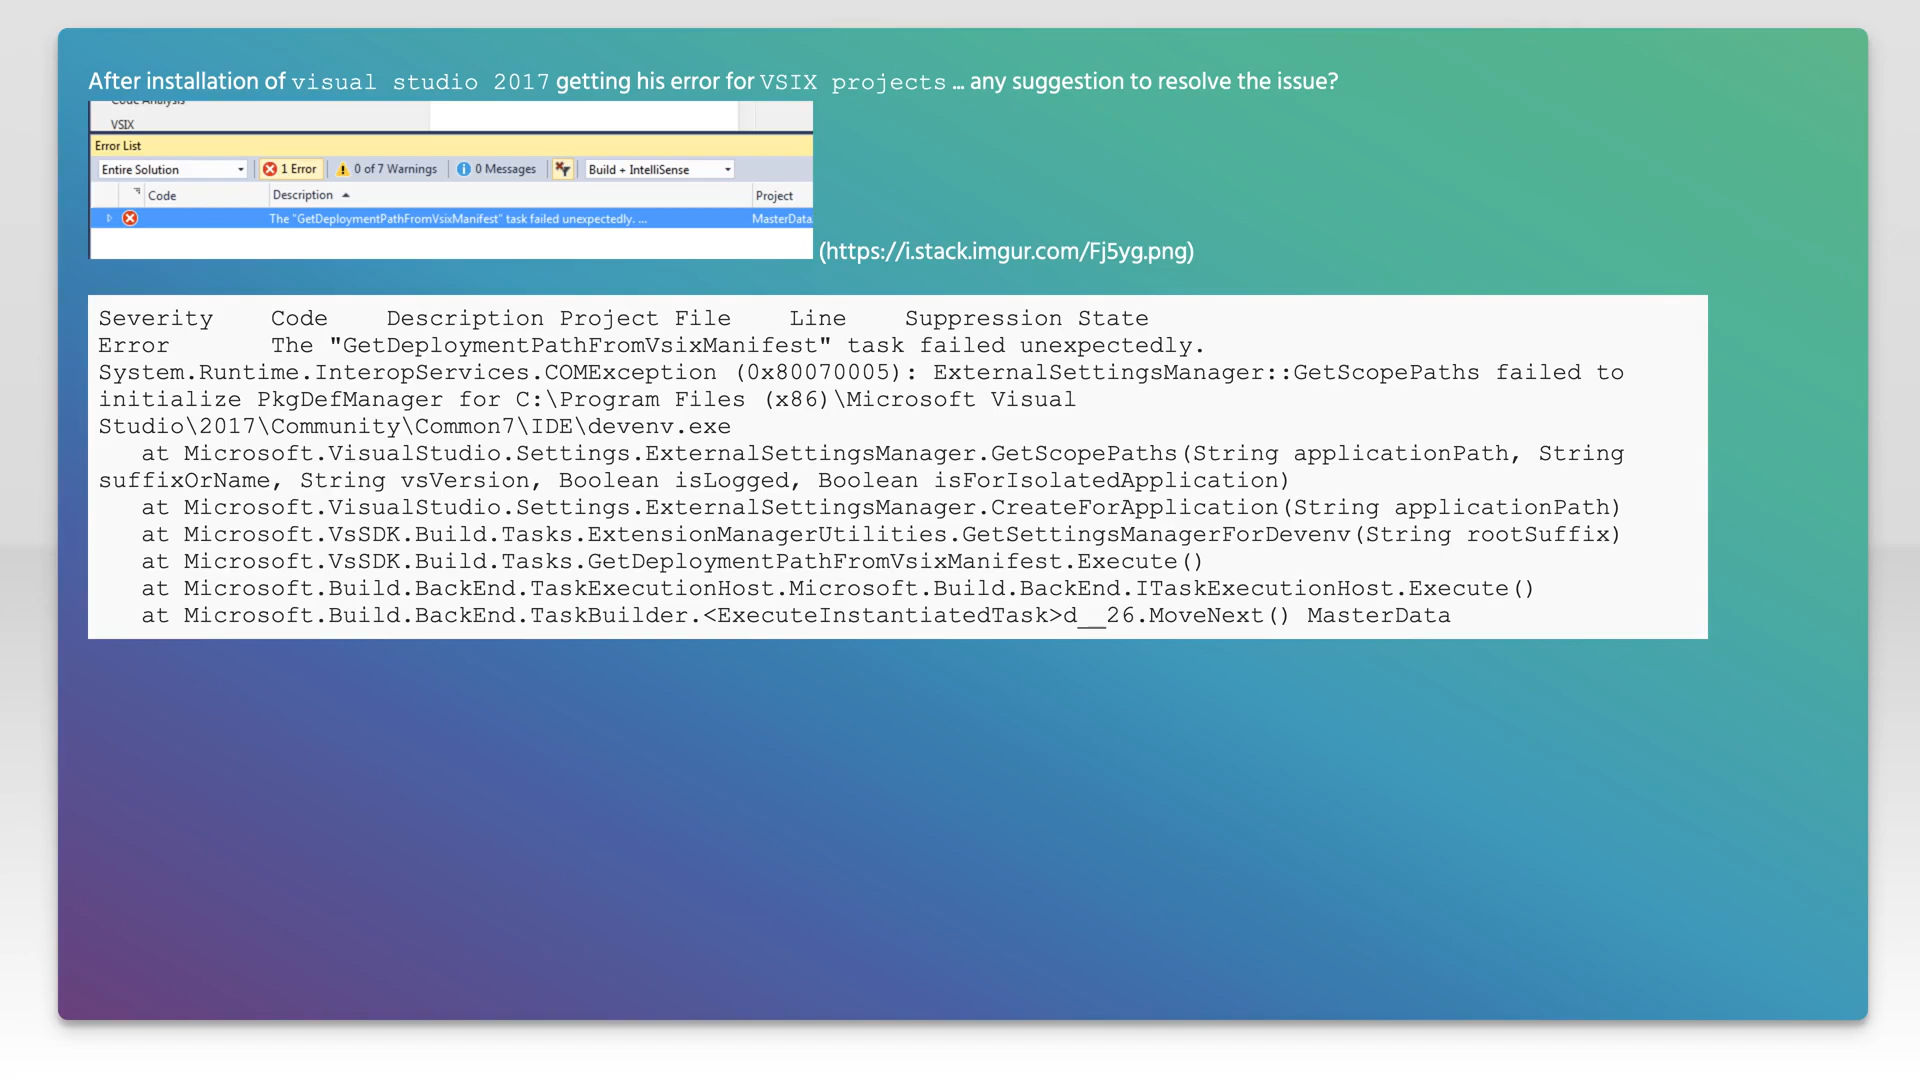 After installation of visual studio 2017 getting his error for VSIX projects ... any suggestion to resolve the issue?
Code Analysis
VSIX
Error List
Entire Solution 1 Error 0 of 7 Warnings 0 Messages Build + IntelliSense
Code Description Project
The "GetDeploymentPathFromVsixManifest" task failed unexpectedly. ... MasterData
(https://i.stack.imgur.com/Fj5yg.png)
Severity Code Description Project File Line Suppression State
Error The "GetDeploymentPathFromVsixManifest" task failed unexpectedly.
System.Runtime.InteropServices.COMException (0x80070005): ExternalSettingsManager::GetScopePaths failed to
initialize PkgDefManager for C:\Program Files (x86)\Microsoft Visual
Studio\2017\Community\Common7\IDE\devenv.exe
at Microsoft.VisualStudio.Settings.ExternalSettingsManager.GetScopePaths(String applicationPath, String
suffixOrName, String vsVersion, Boolean isLogged, Boolean isForIsolatedApplication)
at Microsoft.VisualStudio.Settings.ExternalSettingsManager.CreateForApplication(String applicationPath)
at Microsoft.VsSDK.Build.Tasks.ExtensionManagerUtilities.GetSettingsManagerForDevenv(String rootSuffix)
at Microsoft.VsSDK.Build.Tasks.GetDeploymentPathFromVsixManifest.Execute()
at Microsoft.Build.BackEnd.TaskExecutionHost.Microsoft.Build.BackEnd.ITaskExecutionHost.Execute()
at Microsoft.Build.BackEnd.TaskBuilder.<ExecuteInstantiatedTask>d__26.MoveNext() MasterData